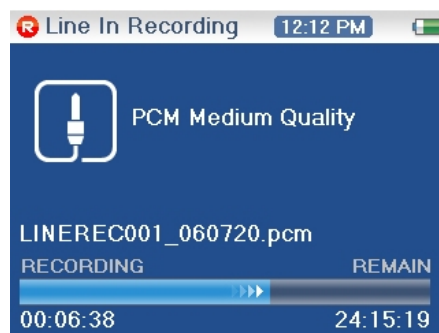 R Line In Recording 12:12 PM
PCM Medium Quality
LINEREC001_060720.pcm
RECORDING REMAIN
00:06:38 24:15:19